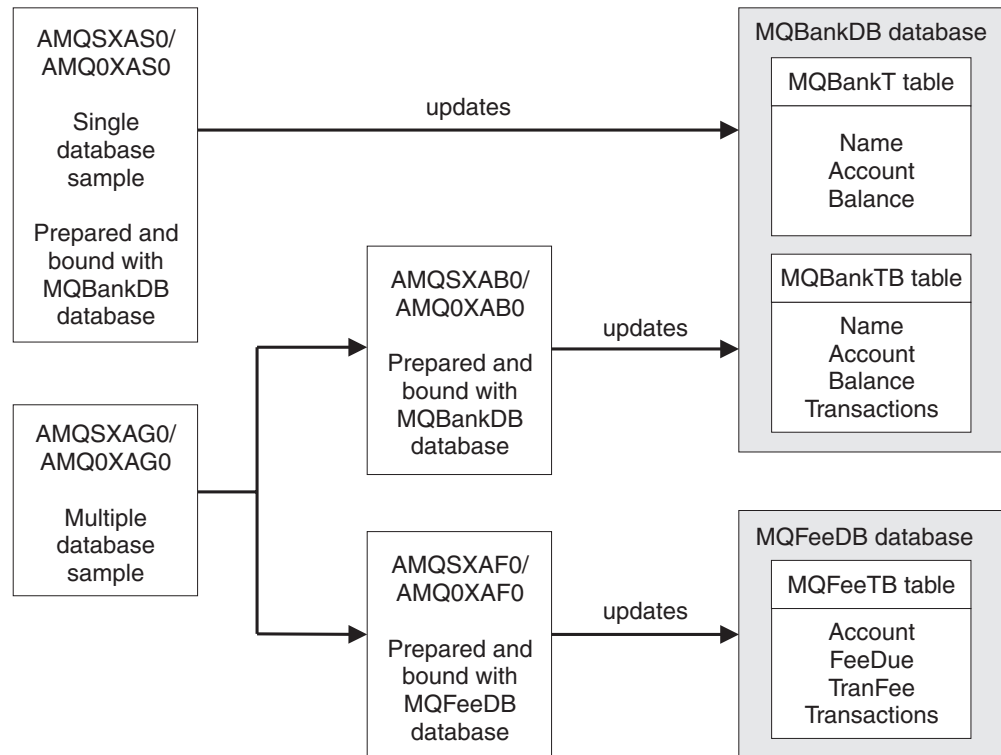 AMQSXAS0/
AMQ0XAS0
Single
database
sample
Prepared and
bound with
MQBankDB
database
updates
MQBankDB database
MQBankT table
Name
Account
Balance
MQBankTB table
Name
Account
Balance
Transactions
AMQSXAB0/
AMQ0XAB0
Prepared and
bound with
MQBankDB
database
updates
AMQSXAG0/
AMQ0XAG0
Multiple
database
sample
AMQSXAF0/
AMQ0XAF0
Prepared and
bound with
MQFeeDB
database
updates
MQFeeDB database
MQFeeTB table
Account
FeeDue
TranFee
Transactions